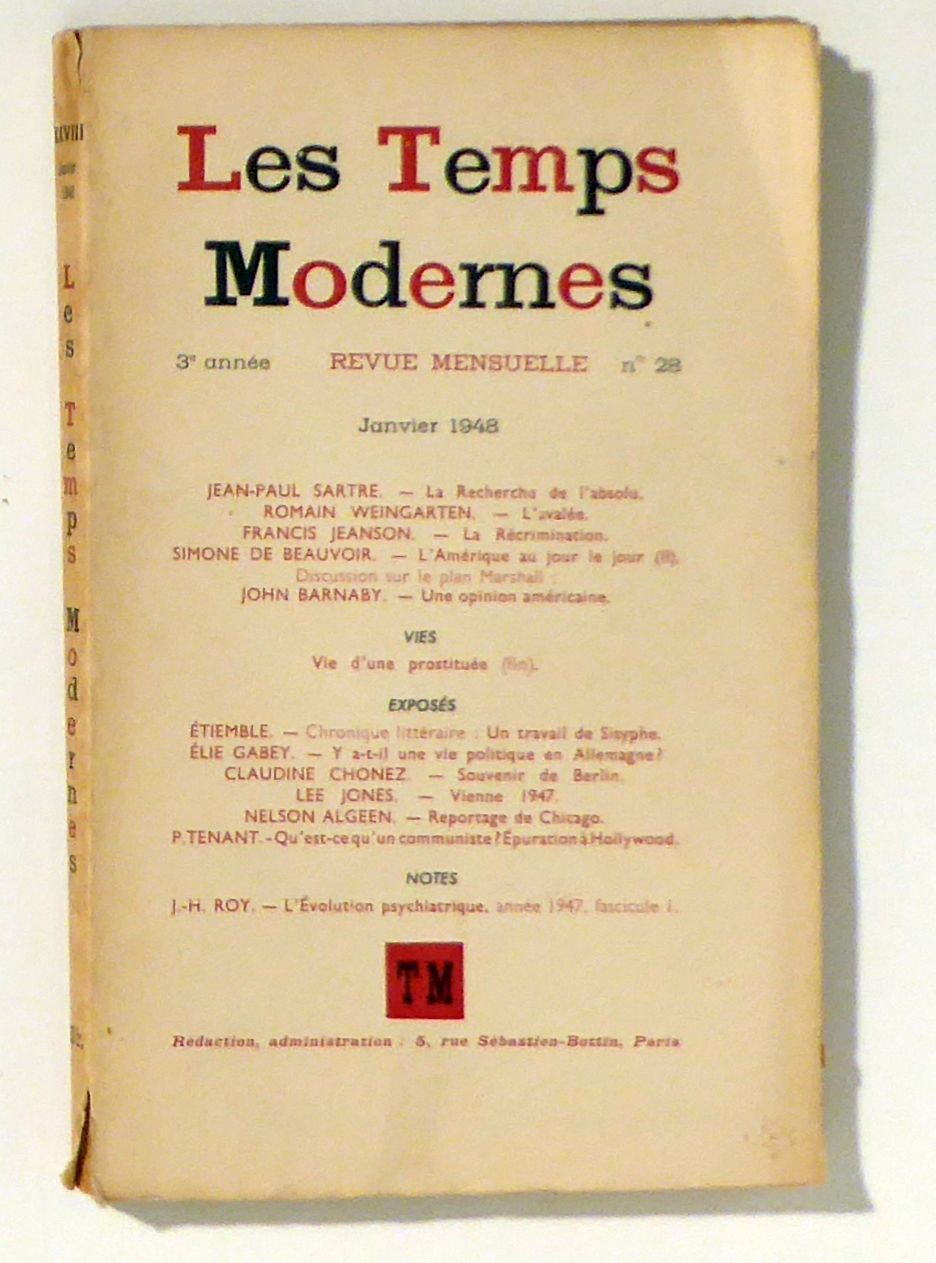 Les Temps
Modernes
3e année REVUE MENSUELLE n° 28
Janvier 1948
JEAN-PAUL SARTRE. — La Recherche de l'absolu.
ROMAIN WEINGARTEN. — L'avalée.
FRANCIS JEANSON. — La Récrimination.
SIMONE DE BEAUVOIR. — L'Amérique au jour le jour (II).
Discussion sur le plan Marshall :
JOHN BARNABY. — Une opinion américaine.
VIES
Vie d'une prostituée (fin).
EXPOSÉS
ÉTIEMBLE. — Chronique littéraire : Un travail de Sisyphe.
ÉLIE GABEY. — Y a-t-il une vie politique en Allemagne?
CLAUDINE CHONEZ. — Souvenir de Berlin.
LEE JONES. — Vienne 1947.
NELSON ALGEEN. — Reportage de Chicago.
P. TENANT. - Qu'est-ce qu'un communiste? Épuration à Hollywood.
NOTES
J.-H. ROY. — L'Évolution psychiatrique, année 1947, fascicule 1.
TM
Rédaction, administration : 5, rue Sébastien-Bottin, Paris
XXVIII
Janvier
1948
Les Temps Modernes